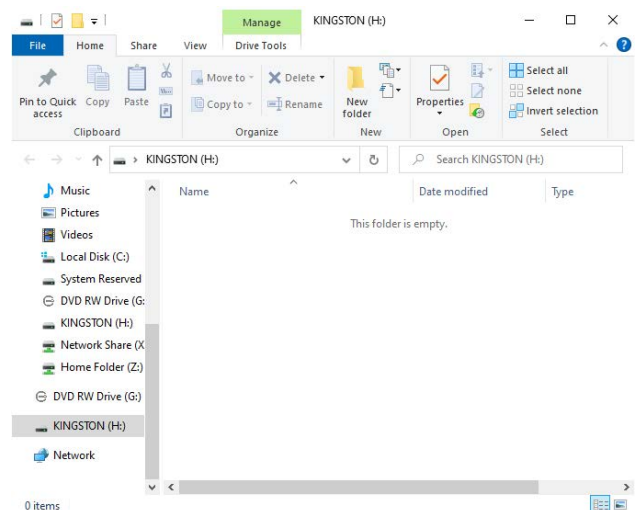 Manage KINGSTON (H:)
File Home Share View Drive Tools
Pin to Quick access
Copy
Paste
Move to
Copy to
Delete
Rename
New folder
Properties
Select all
Select none
Invert selection
Clipboard Organize New Open Select
KINGSTON (H:) Search KINGSTON (H:)
Name Date modified Type
This folder is empty.
Music
Pictures
Videos
Local Disk (C:)
System Reserved
DVD RW Drive (G:
KINGSTON (H:)
Network Share (X
Home Folder (Z:)
DVD RW Drive (G:)
KINGSTON (H:)
Network
0 items